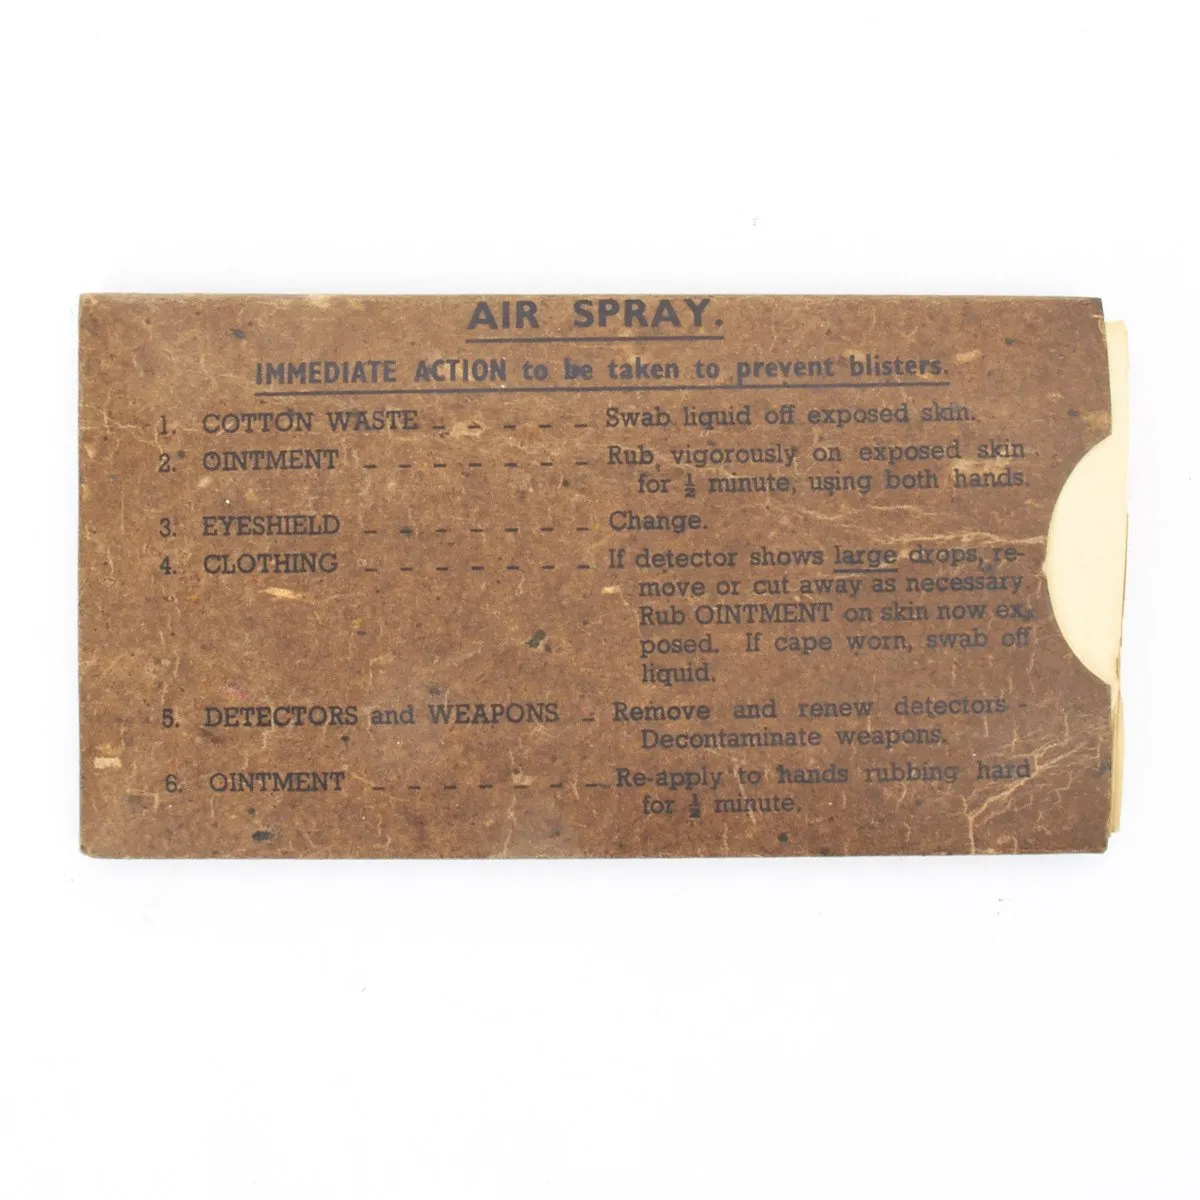 AIR SPRAY.
IMMEDIATE ACTION to be taken to prevent blisters.
1. COTTON WASTE – – – – – Swab liquid off exposed skin.
2. OINTMENT – – – – – – – Rub vigorously on exposed skin
for ½ minute, using both hands.
3. EYESHIELD – – – – – – – Change.
4. CLOTHING – – – – – – – If detector shows large drops, re-
move or cut away as necessary.
Rub OINTMENT on skin now ex-
posed. If cape worn, swab off
liquid.
5. DETECTORS and WEAPONS – Remove and renew detectors -
Decontaminate weapons.
6. OINTMENT – – – – – – – Re-apply to hands rubbing hard
for ½ minute.